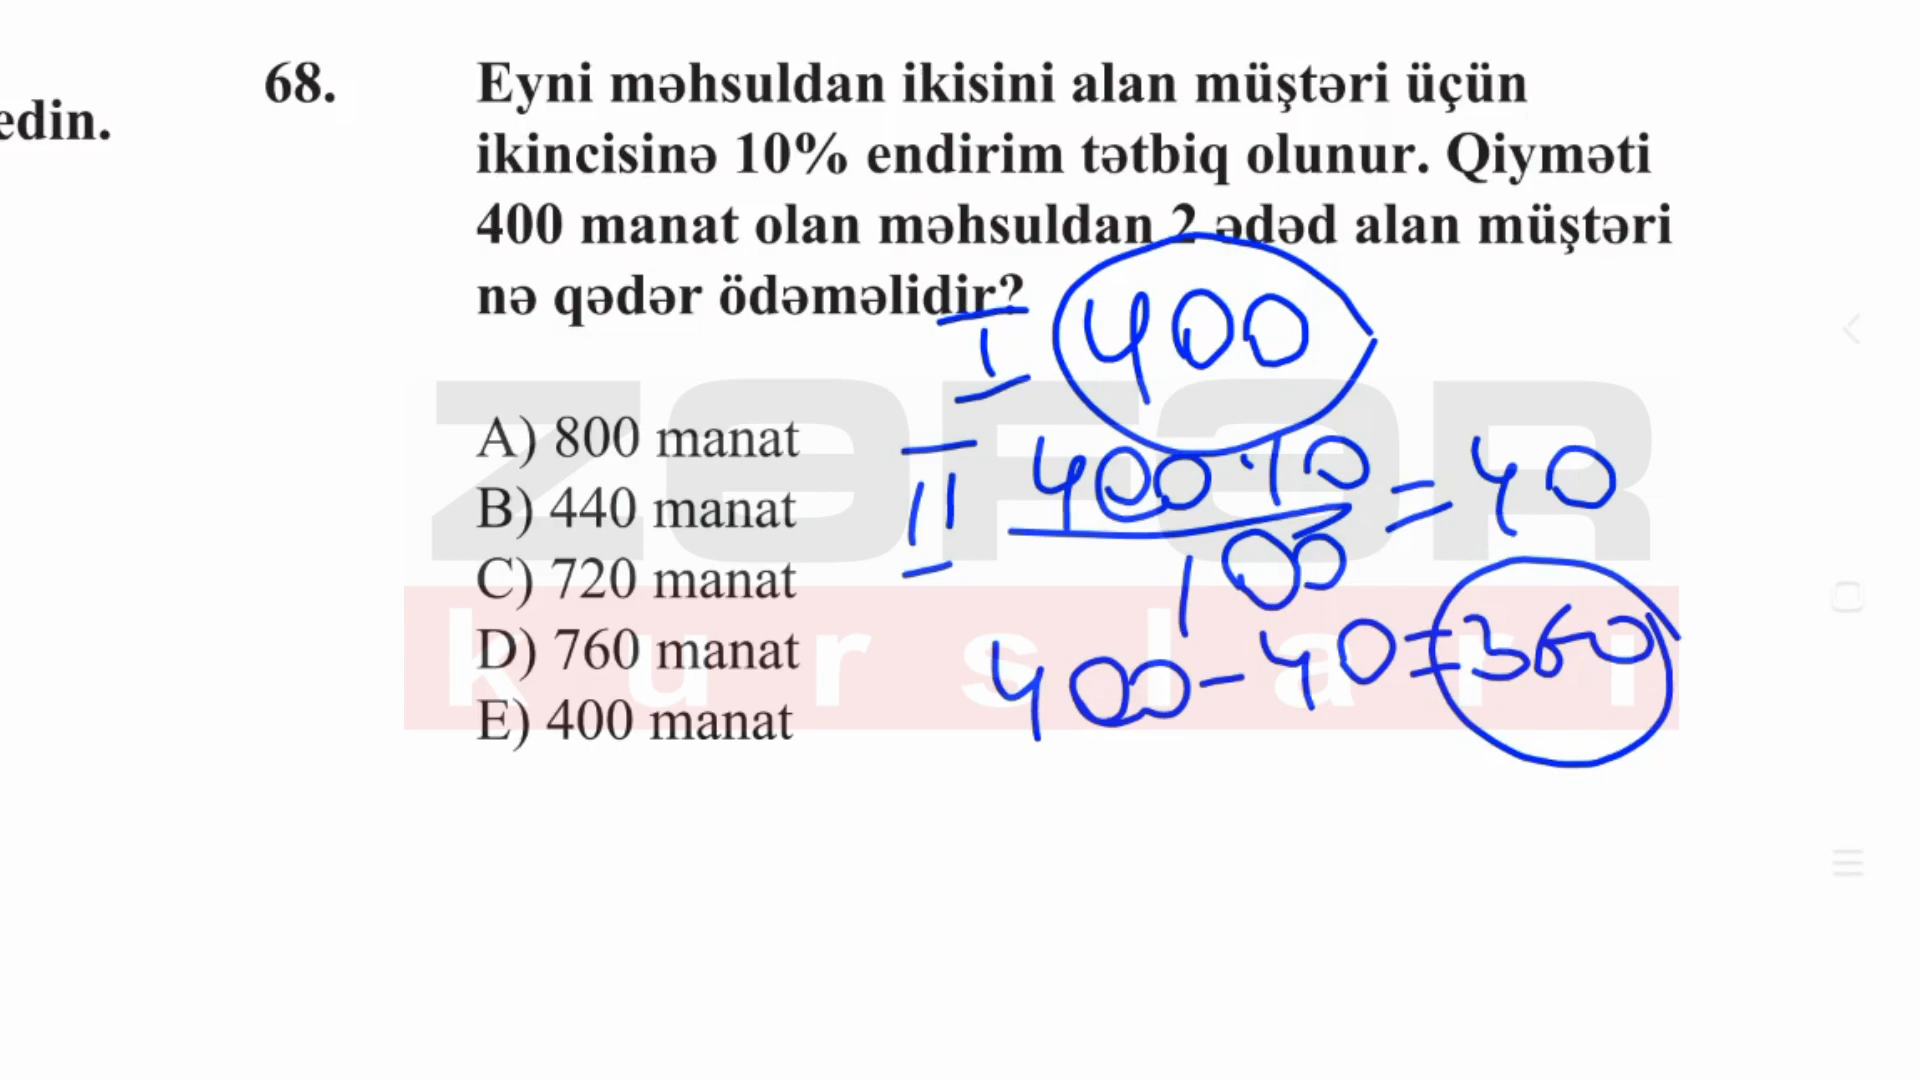 edin.
68.
Eyni məhsuldan ikisini alan müştəri üçün
ikincisinə 10% endirim tətbiq olunur. Qiyməti
400 manat olan məhsuldan 2 ədəd alan müştəri
nə qədər ödəməlidir?
I 400
A) 800 manat
B) 440 manat
C) 720 manat
D) 760 manat
E) 400 manat
II 400·10
100
= 40
400-40=360
ZƏFƏR
kursları